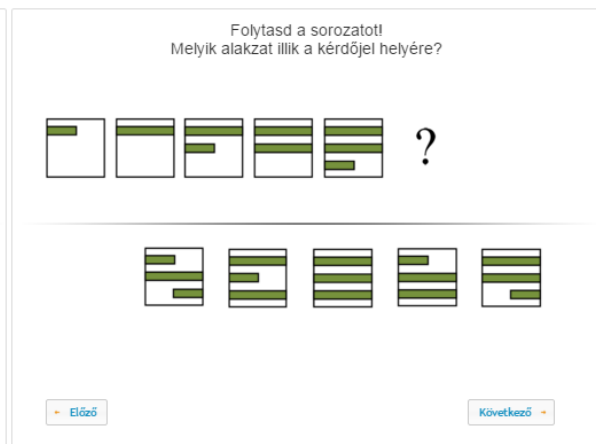 Folytasd a sorozatot!
Melyik alakzat illik a kérdőjel helyére?
?
Előző
Következő